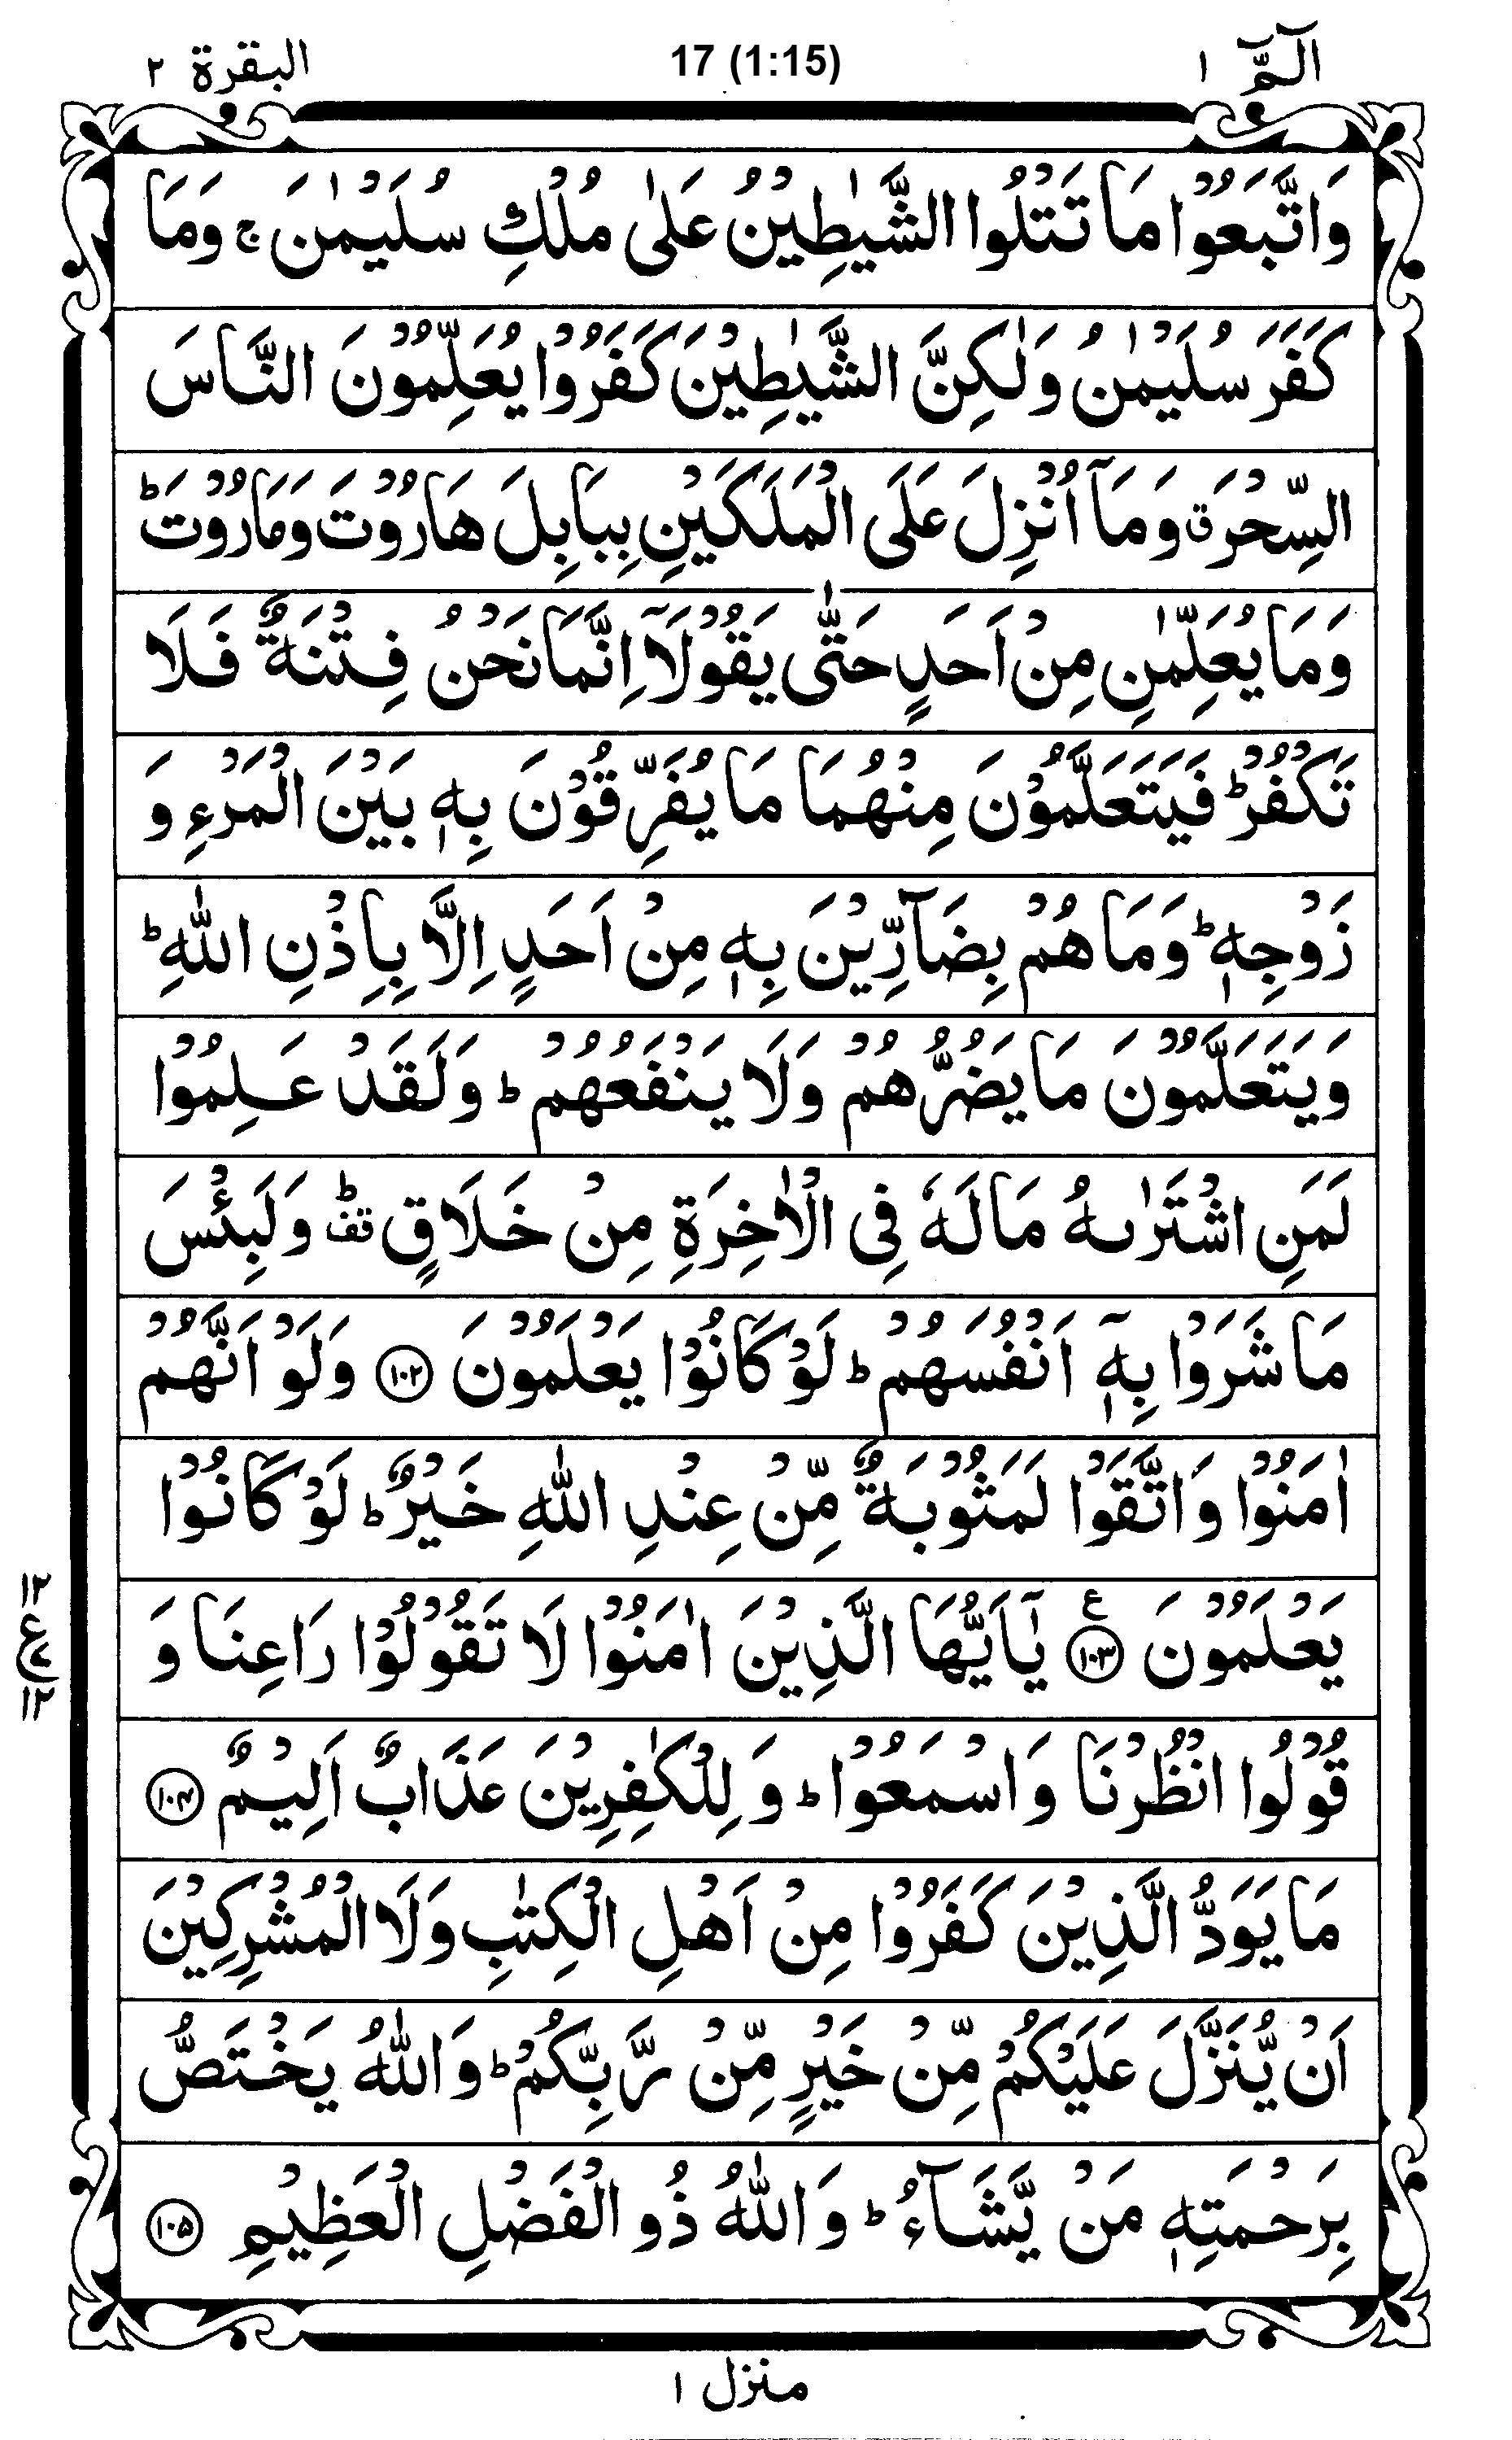 الٓمّٓ ١
17 (1:15)
البقرة ٢
وَاتَّبَعُوْا مَا تَتْلُوا الشَّيٰطِيْنُ عَلٰى مُلْكِ سُلَيْمٰنَ ج وَمَا
كَفَرَ سُلَيْمٰنُ وَلٰكِنَّ الشَّيٰطِيْنَ كَفَرُوْا يُعَلِّمُوْنَ النَّاسَ
السِّحْرَ ق وَمَآ اُنْزِلَ عَلَى الْمَلَكَيْنِ بِبَابِلَ هَارُوْتَ وَمَارُوْتَ ط
وَمَا يُعَلِّمٰنِ مِنْ اَحَدٍ حَتّٰى يَقُوْلَآ اِنَّمَا نَحْنُ فِتْنَةٌ فَلَا
تَكْفُرْ ط فَيَتَعَلَّمُوْنَ مِنْهُمَا مَا يُفَرِّقُوْنَ بِهٖ بَيْنَ الْمَرْءِ وَ
زَوْجِهٖ ط وَمَا هُمْ بِضَآرِّيْنَ بِهٖ مِنْ اَحَدٍ اِلَّا بِاِذْنِ اللّٰهِ ط
وَيَتَعَلَّمُوْنَ مَا يَضُرُّهُمْ وَلَا يَنْفَعُهُمْ ط وَلَقَدْ عَلِمُوْا
لَمَنِ اشْتَرٰىهُ مَا لَهٗ فِى الْاٰخِرَةِ مِنْ خَلَاقٍ قف ط وَلَبِئْسَ
مَا شَرَوْا بِهٖٓ اَنْفُسَهُمْ ط لَوْ كَانُوْا يَعْلَمُوْنَ ١٠٢ وَلَوْ اَنَّهُمْ
اٰمَنُوْا وَاتَّقَوْا لَمَثُوْبَةٌ مِّنْ عِنْدِ اللّٰهِ خَيْرٌ ط لَوْ كَانُوْا
يَعْلَمُوْنَ ١٠٣ ع يٰٓاَيُّهَا الَّذِيْنَ اٰمَنُوْا لَا تَقُوْلُوْا رَاعِنَا وَ
١٢
ع
١٢
قُوْلُوا انْظُرْنَا وَاسْمَعُوْا ط وَ لِلْكٰفِرِيْنَ عَذَابٌ اَلِيْمٌ ١٠٤
مَا يَوَدُّ الَّذِيْنَ كَفَرُوْا مِنْ اَهْلِ الْكِتٰبِ وَلَا الْمُشْرِكِيْنَ
اَنْ يُّنَزَّلَ عَلَيْكُمْ مِّنْ خَيْرٍ مِّنْ رَّبِّكُمْ ط وَاللّٰهُ يَخْتَصُّ
بِرَحْمَتِهٖ مَنْ يَّشَآءُ ط وَاللّٰهُ ذُو الْفَضْلِ الْعَظِيْمِ ١٠٥
منزل ١